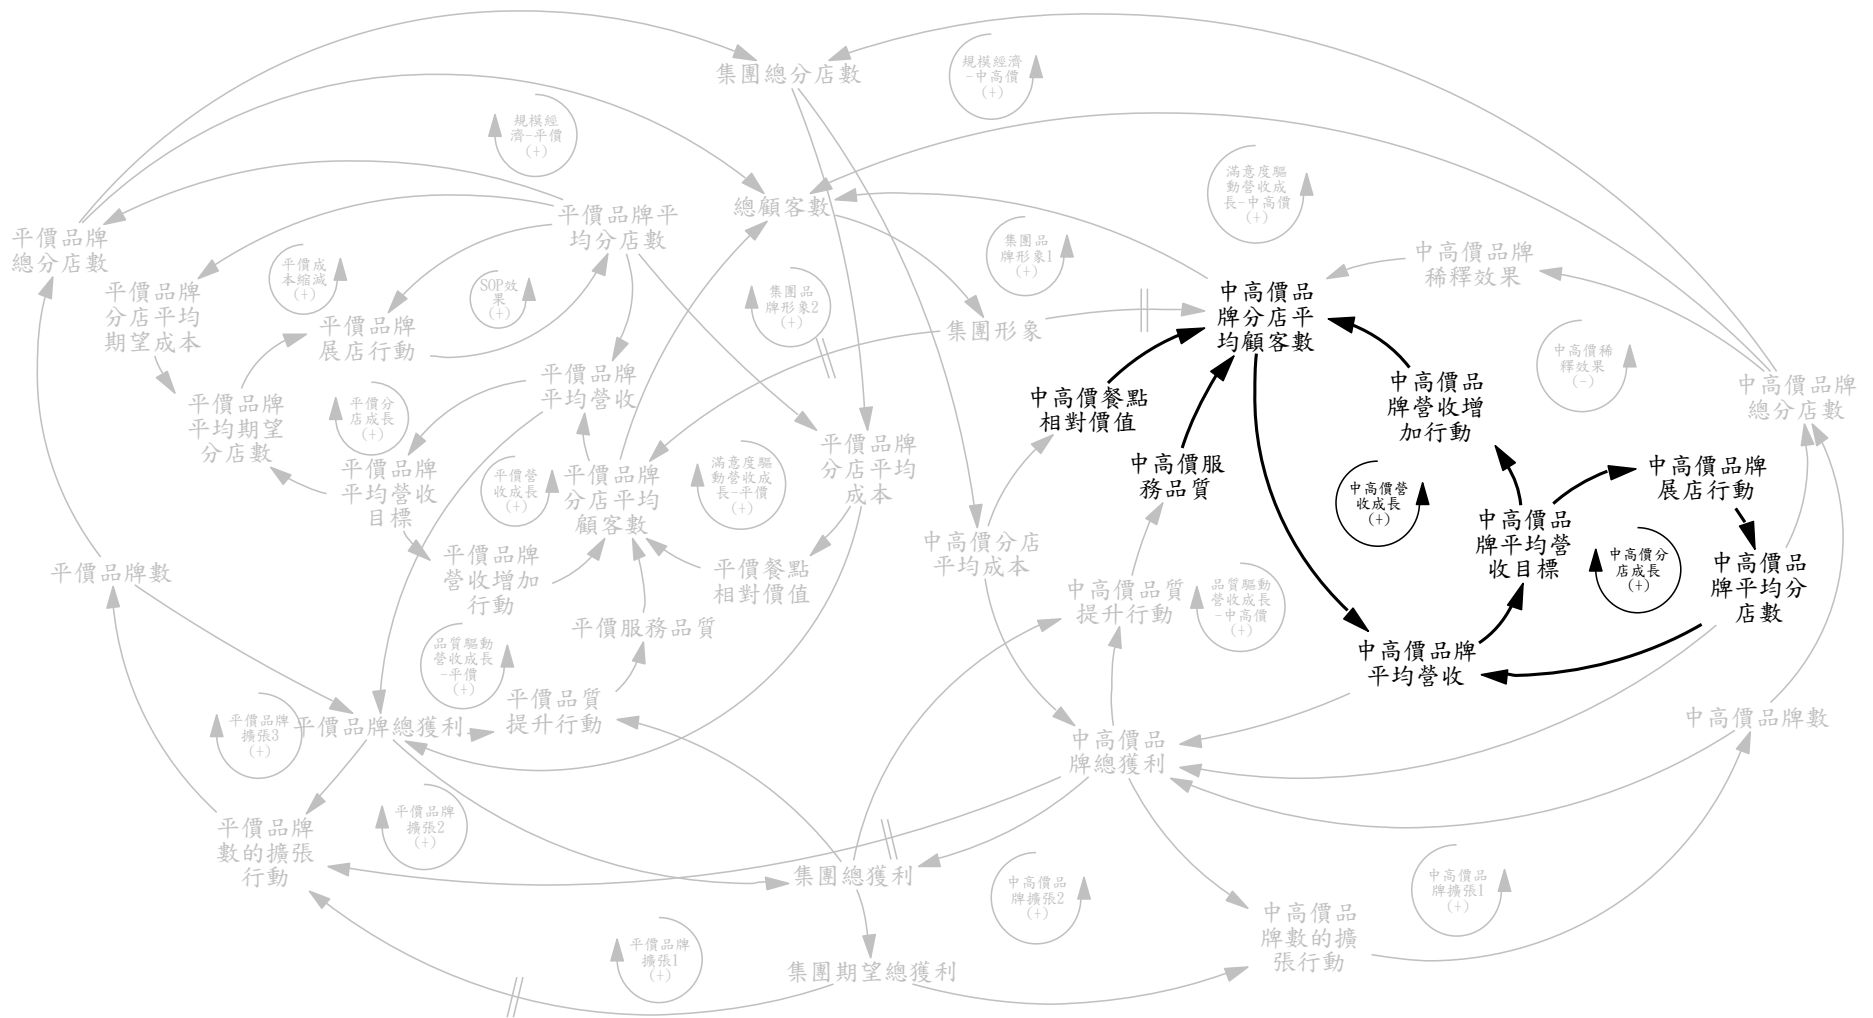 集團總分店數
規模經濟
-中高價
(+)
規模經
濟-平價
(+)
滿意度驅
動營收成
長-中高價
(+)
總顧客數
平價品牌平
均分店數
平價品牌
總分店數
集團品
牌形象1
(+)
中高價品牌
稀釋效果
平價成
本縮減
(+)
SOP效
果
(+)
集團品
牌形象2
(+)
平價品牌
分店平均
期望成本
平價品牌
展店行動
集團形象
中高價品
牌分店平
均顧客數
中高價稀
釋效果
(-)
中高價品牌
總分店數
平價品牌
平均營收
中高價餐點
相對價值
中高價品
牌營收增
加行動
平價品牌
平均期望
分店數
平價分
店成長
(+)
平價品牌
分店平均
成本
平價品牌
平均營收
目標
平價營
收成長
(+)
平價品牌
分店平均
顧客數
滿意度驅
動營收成
長-平價
(+)
中高價服
務品質
中高價營
收成長
(+)
中高價品牌
展店行動
中高價品
牌平均營
收目標
中高價分
店成長
(+)
中高價品
牌平均分
店數
中高價分店
平均成本
平價品牌數
平價品牌
營收增加
行動
平價餐點
相對價值
中高價品質
提升行動
品質驅動
營收成長
-中高價
(+)
平價服務品質
品質驅動
營收成長
-平價
(+)
中高價品牌
平均營收
平價品質
提升行動
平價品牌
擴張3
(+)
平價品牌總獲利
中高價品牌數
中高價品
牌總獲利
平價品牌
擴張2
(+)
平價品牌
數的擴張
行動
集團總獲利
中高價品
牌擴張2
(+)
中高價品
牌擴張1
(+)
中高價品
牌數的擴
張行動
平價品牌
擴張1
(+)
集團期望總獲利